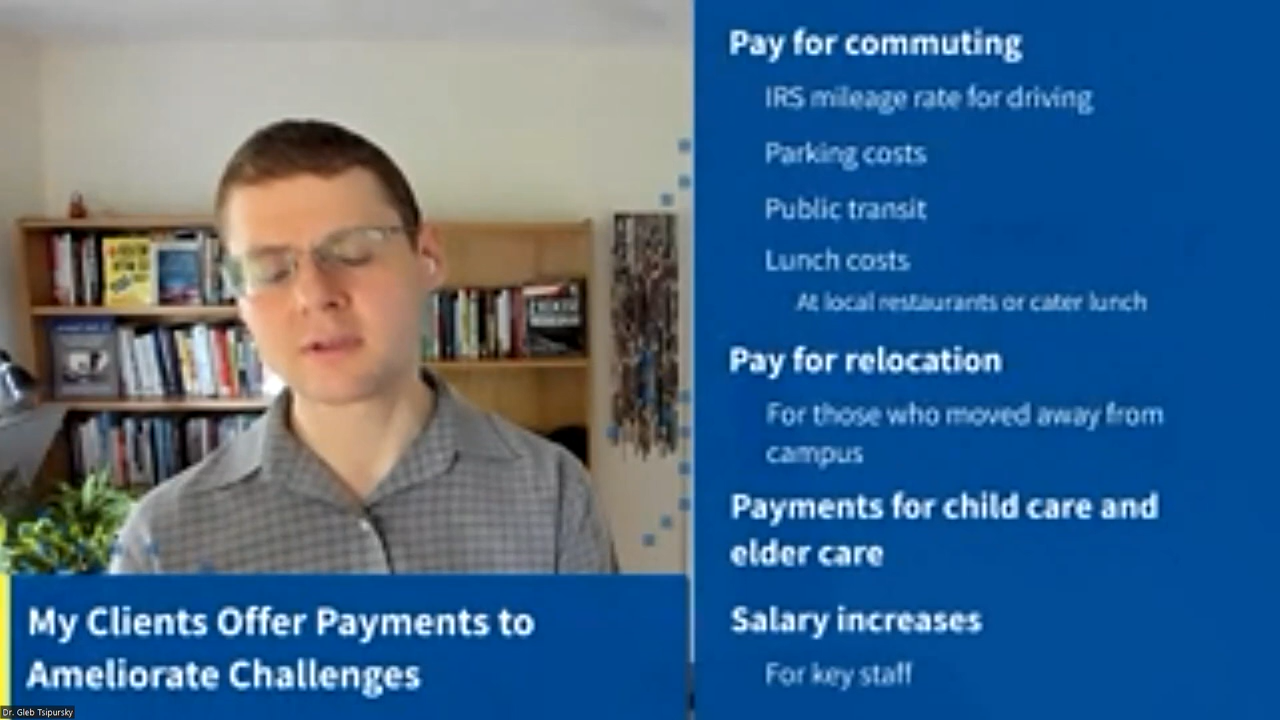 Pay for commuting
IRS mileage rate for driving
Parking costs
Public transit
Lunch costs
At local restaurants or cater lunch
Pay for relocation
For those who moved away from
campus
Payments for child care and
elder care
Salary increases
For key staff
My Clients Offer Payments to
Ameliorate Challenges
Dr. Gleb Tsipursky